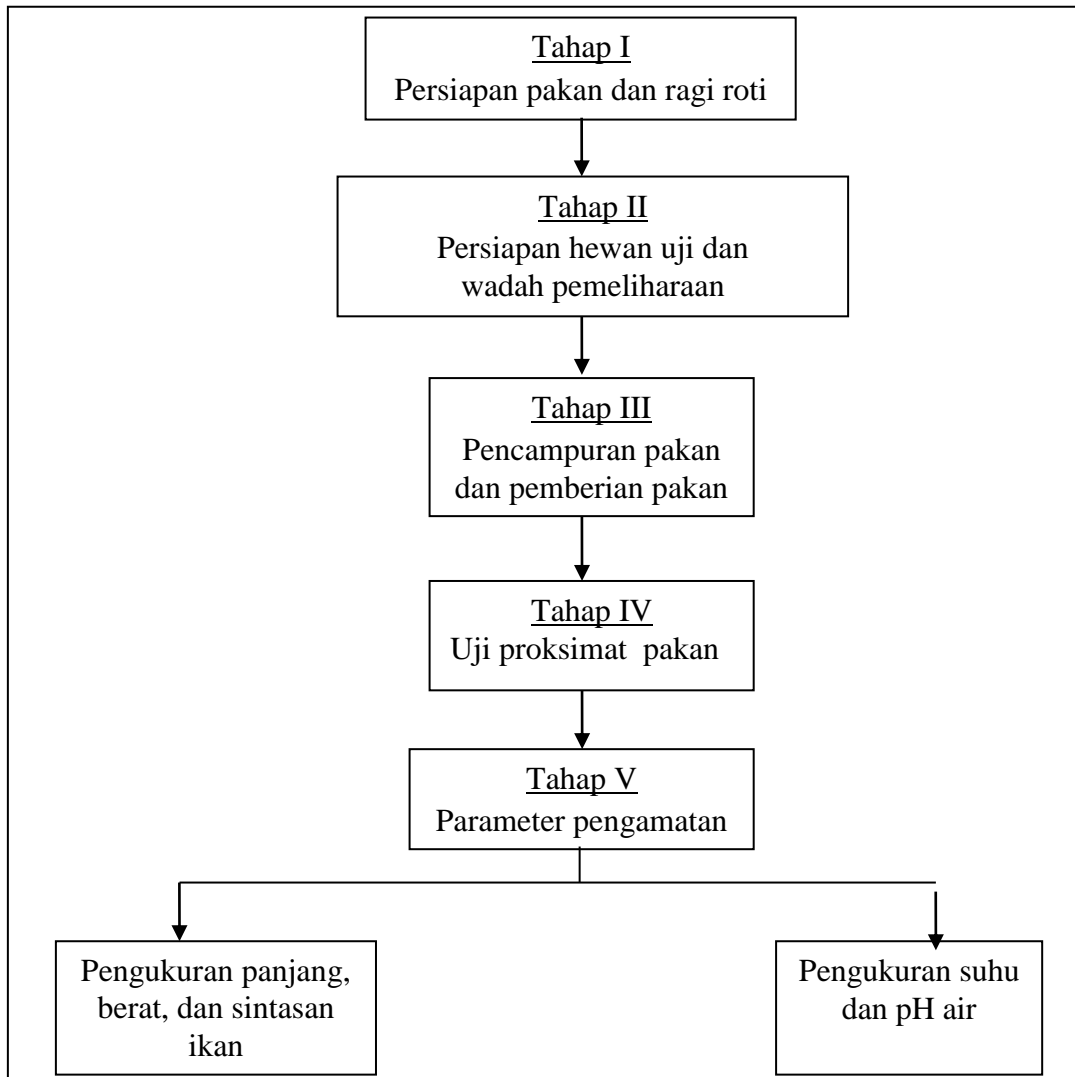 Tahap I
Persiapan pakan dan ragi roti
Tahap II
Persiapan hewan uji dan
wadah pemeliharaan
Tahap III
Pencampuran pakan
dan pemberian pakan
Tahap IV
Uji proksimat pakan
Tahap V
Parameter pengamatan
Pengukuran panjang,
berat, dan sintasan
ikan
Pengukuran suhu
dan pH air